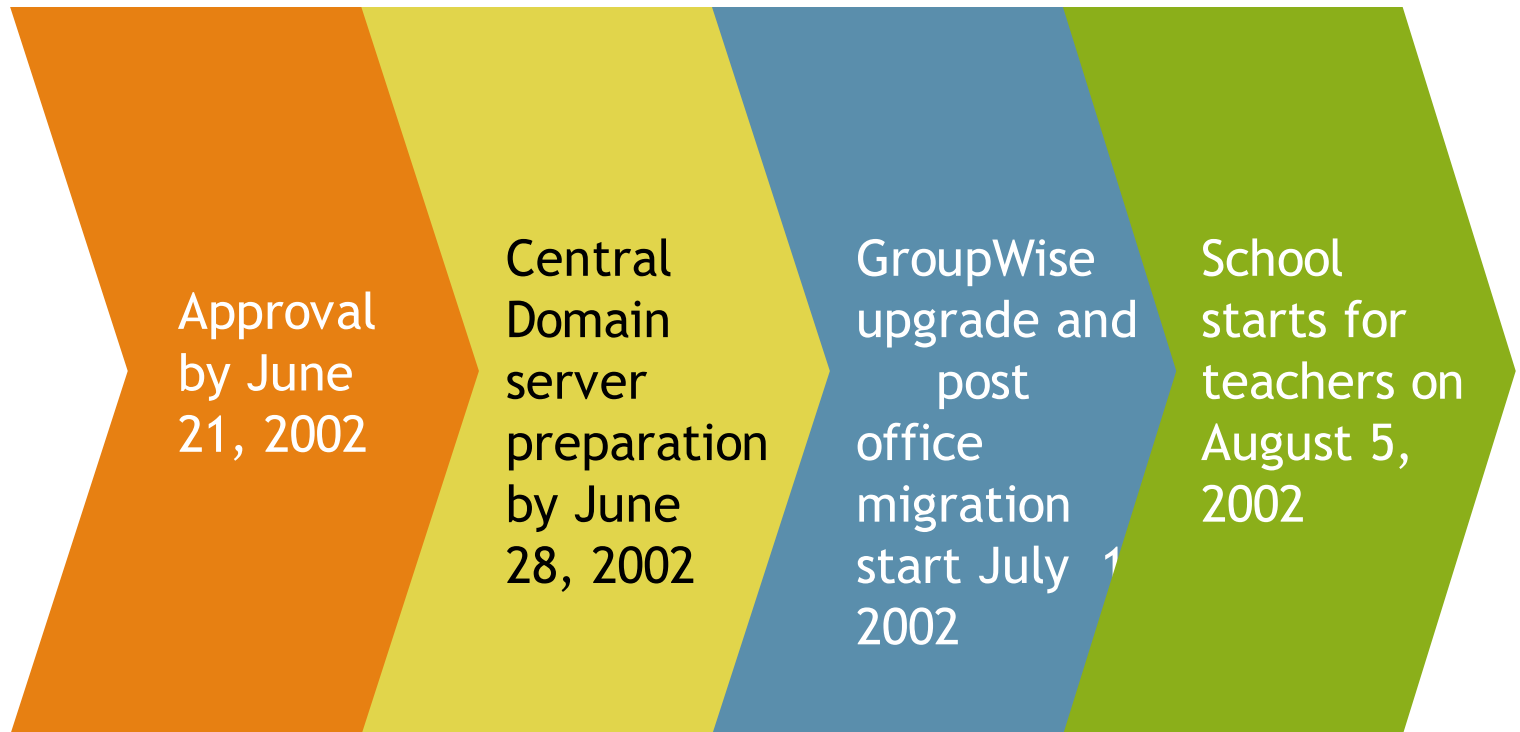 Approval
by June
21, 2002
Central
Domain
server
preparation
by June
28, 2002
GroupWise
upgrade and
post
office
migration
start July
2002
School
starts for
teachers on
August 5,
2002